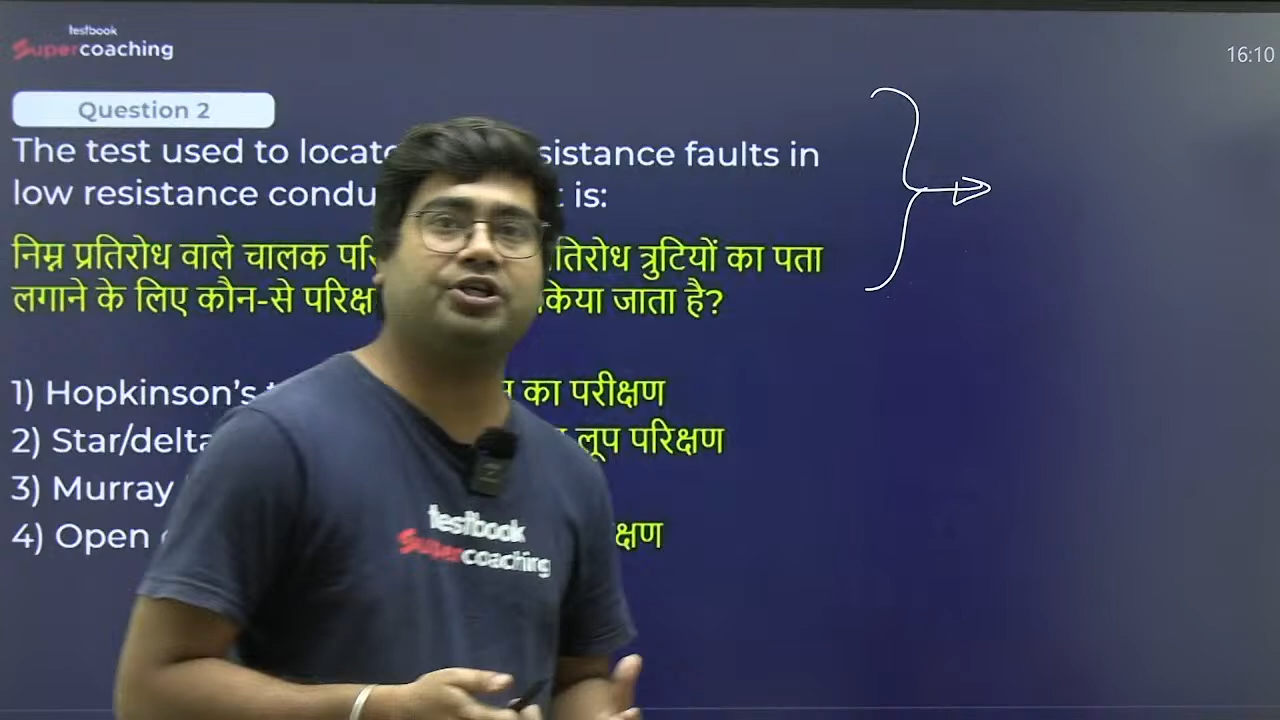 testbook
Supercoaching
16:10
Question 2
The test used to locate sistance faults in
low resistance condu t is:
निम्न प्रतिरोध वाले चालक परि तिरोध त्रुटियों का पता
लगाने के लिए कौन-से परिक्ष किया जाता है?
1) Hopkinson's का परीक्षण
2) Star/delta लूप परिक्षण
3) Murray
4) Open क्षण
testbook
Supercoaching